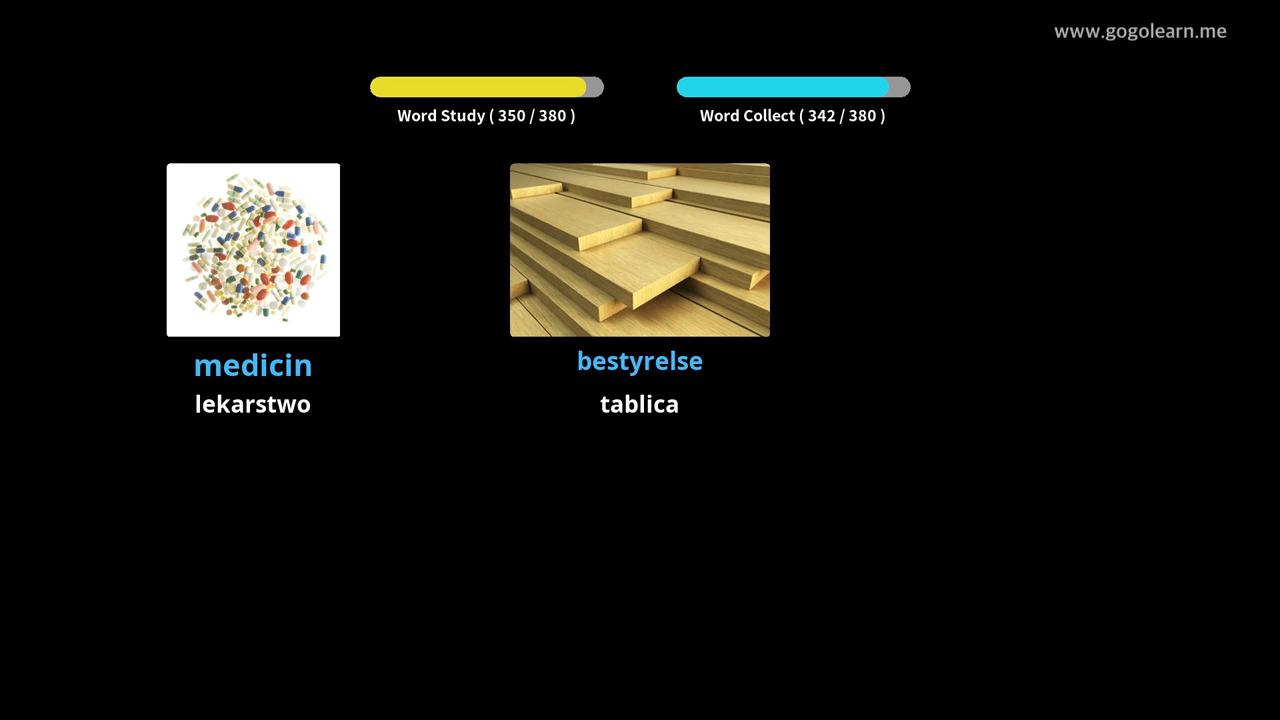 www.gogolearn.me
Word Study ( 350 / 380 )
Word Collect ( 342 / 380 )
medicin
lekarstwo
bestyrelse
tablica